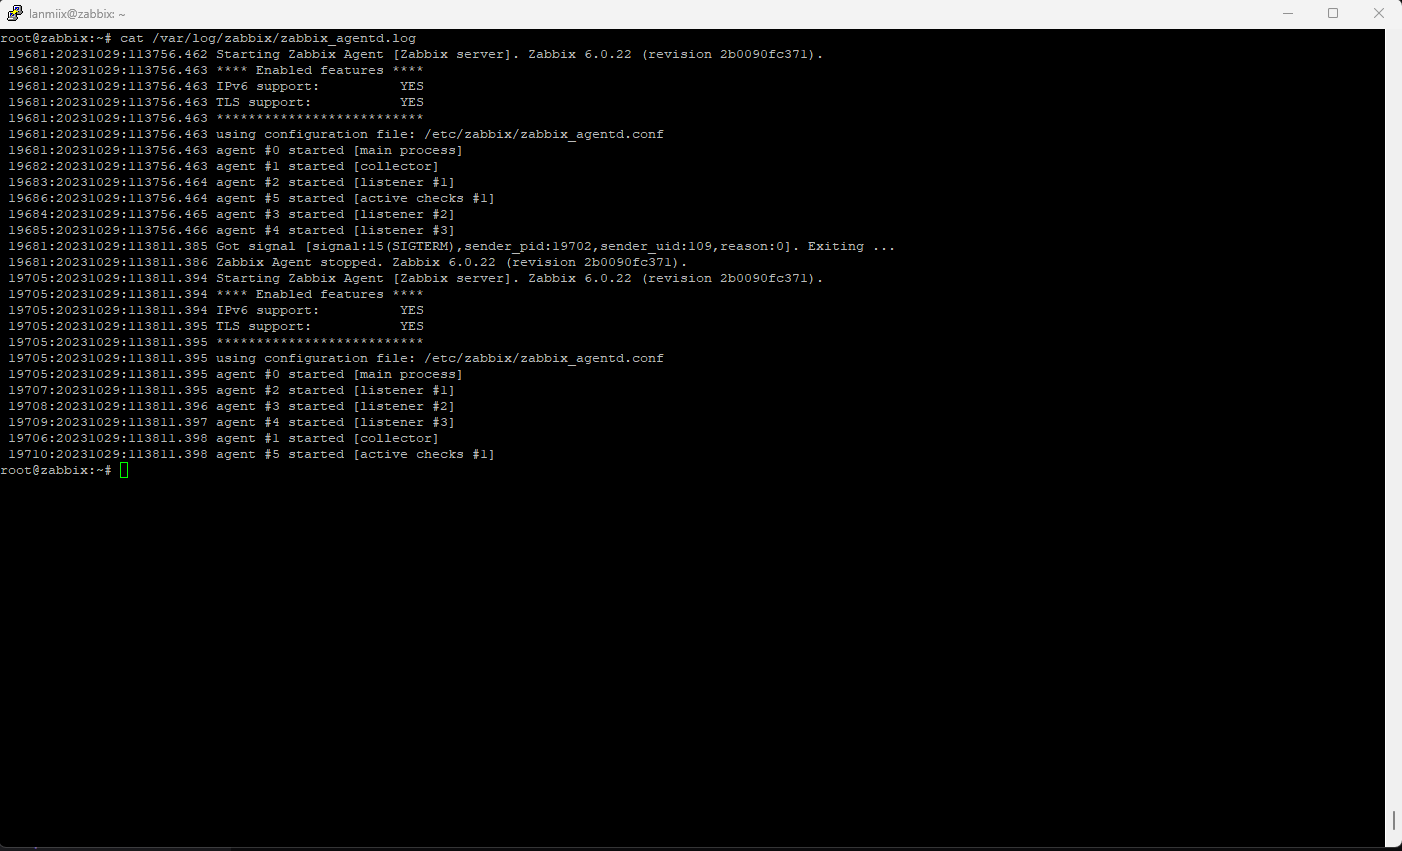 lanmiix@zabbix: ~
root@zabbix:~# cat /var/log/zabbix/zabbix_agentd.log
 19681:20231029:113756.462 Starting Zabbix Agent [Zabbix server]. Zabbix 6.0.22 (revision 2b0090fc371).
 19681:20231029:113756.463 **** Enabled features ****
 19681:20231029:113756.463 IPv6 support:          YES
 19681:20231029:113756.463 TLS support:           YES
 19681:20231029:113756.463 **************************
 19681:20231029:113756.463 using configuration file: /etc/zabbix/zabbix_agentd.conf
 19681:20231029:113756.463 agent #0 started [main process]
 19682:20231029:113756.463 agent #1 started [collector]
 19683:20231029:113756.464 agent #2 started [listener #1]
 19686:20231029:113756.464 agent #5 started [active checks #1]
 19684:20231029:113756.465 agent #3 started [listener #2]
 19685:20231029:113756.466 agent #4 started [listener #3]
 19681:20231029:113811.385 Got signal [signal:15(SIGTERM),sender_pid:19702,sender_uid:109,reason:0]. Exiting ...
 19681:20231029:113811.386 Zabbix Agent stopped. Zabbix 6.0.22 (revision 2b0090fc371).
 19705:20231029:113811.394 Starting Zabbix Agent [Zabbix server]. Zabbix 6.0.22 (revision 2b0090fc371).
 19705:20231029:113811.394 **** Enabled features ****
 19705:20231029:113811.394 IPv6 support:          YES
 19705:20231029:113811.395 TLS support:           YES
 19705:20231029:113811.395 **************************
 19705:20231029:113811.395 using configuration file: /etc/zabbix/zabbix_agentd.conf
 19705:20231029:113811.395 agent #0 started [main process]
 19707:20231029:113811.395 agent #2 started [listener #1]
 19708:20231029:113811.396 agent #3 started [listener #2]
 19709:20231029:113811.397 agent #4 started [listener #3]
 19706:20231029:113811.398 agent #1 started [collector]
 19710:20231029:113811.398 agent #5 started [active checks #1]
root@zabbix:~#